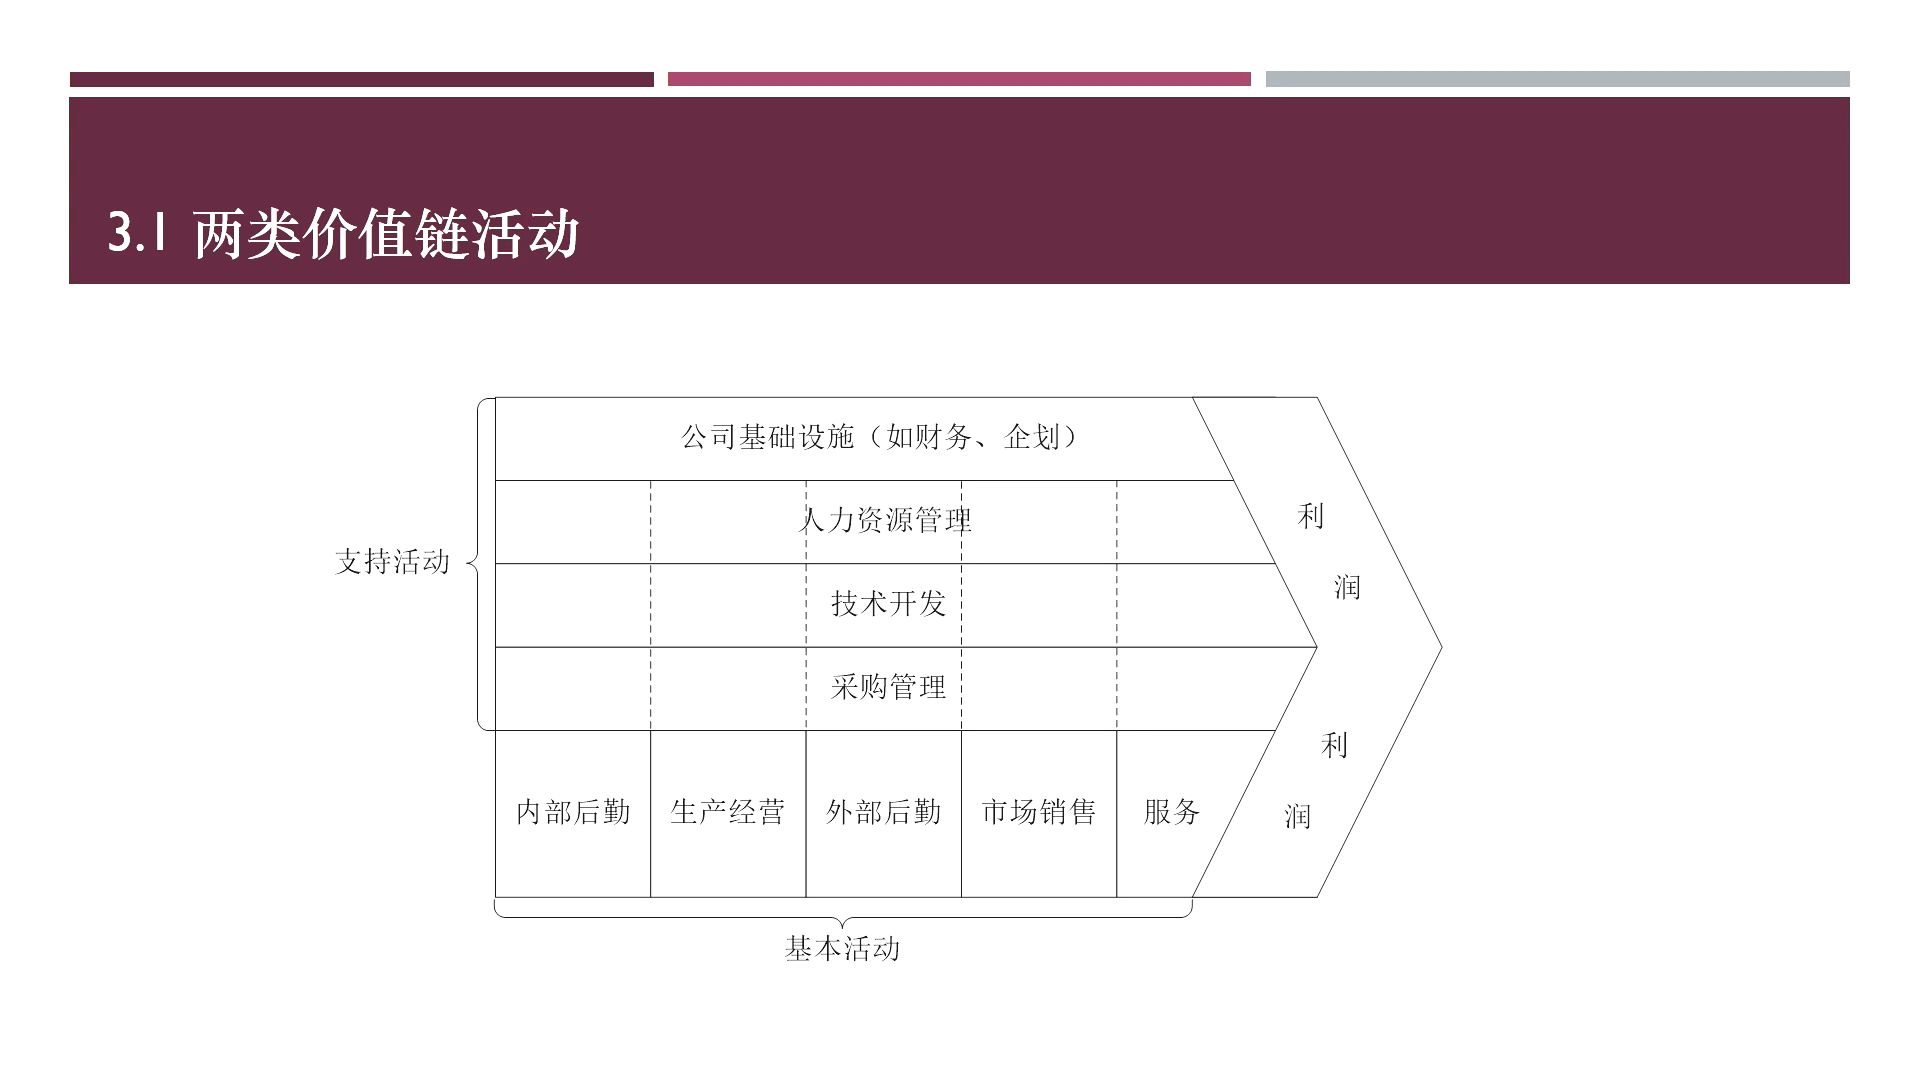 3.1 两类价值链活动
公司基础设施（如财务、企划）
人力资源管理
技术开发
采购管理
支持活动
内部后勤
生产经营
外部后勤
市场销售
服务
利
润
利
润
基本活动